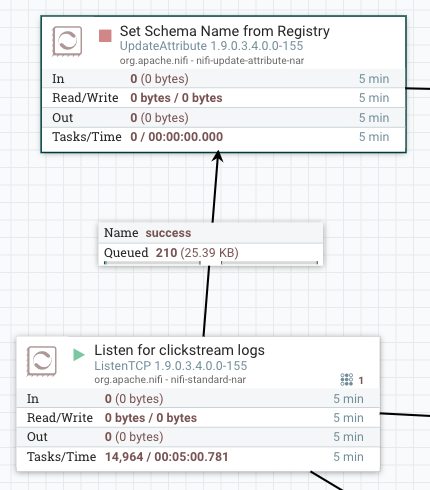 Set Schema Name from Registry
UpdateAttribute 1.9.0.3.4.0.0-155
org.apache.nifi - nifi-update-attribute-nar
In 0 (0 bytes) 5 min
Read/Write 0 bytes / 0 bytes 5 min
Out 0 (0 bytes) 5 min
Tasks/Time 0 / 00:00:00.000 5 min
Name success
Queued 210 (25.39 KB)
Listen for clickstream logs
ListenTCP 1.9.0.3.4.0.0-155
org.apache.nifi - nifi-standard-nar
1
In 0 (0 bytes) 5 min
Read/Write 0 bytes / 0 bytes 5 min
Out 0 (0 bytes) 5 min
Tasks/Time 14,964 / 00:05:00.781 5 min